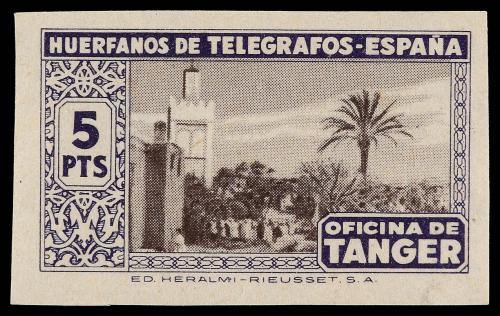 HUERFANOS DE TELEGRAFOS-ESPAÑA
5
PTS
OFICINA DE
TANGER
ED. HERALMI-RIEUSSET. S.A.